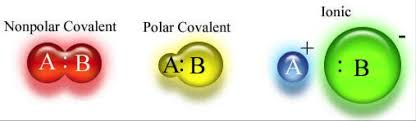 Nonpolar Covalent
Polar Covalent
Ionic
A : B
A : B
A +
: B -